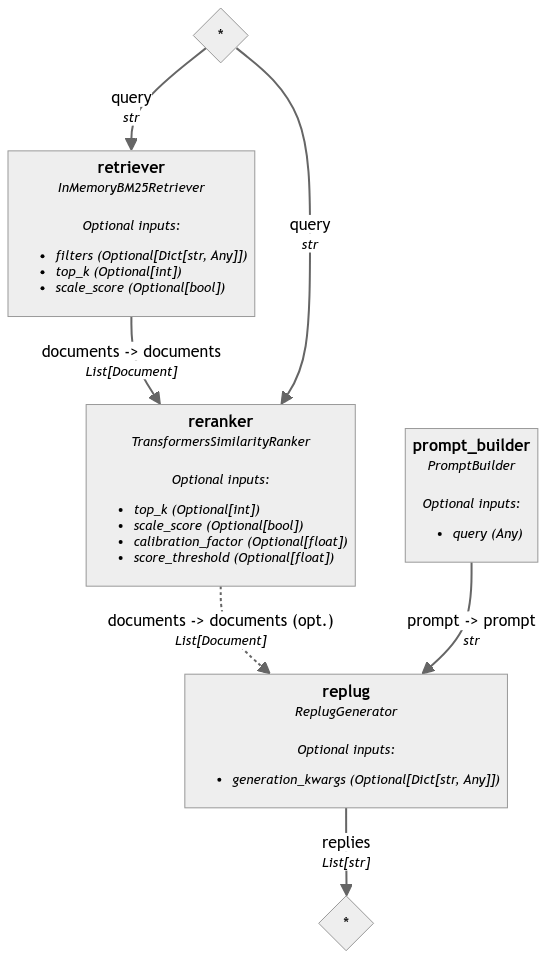 *
query
str
query
str
retriever
InMemoryBM25Retriever
Optional inputs:
• filters (Optional[Dict[str, Any]])
• top_k (Optional[int])
• scale_score (Optional[bool])
documents -> documents
List[Document]
reranker
TransformersSimilarityRanker
Optional inputs:
• top_k (Optional[int])
• scale_score (Optional[bool])
• calibration_factor (Optional[float])
• score_threshold (Optional[float])
prompt_builder
PromptBuilder
Optional inputs:
• query (Any)
documents -> documents (opt.)
List[Document]
prompt -> prompt
str
replug
ReplugGenerator
Optional inputs:
• generation_kwargs (Optional[Dict[str, Any]])
replies
List[str]
*